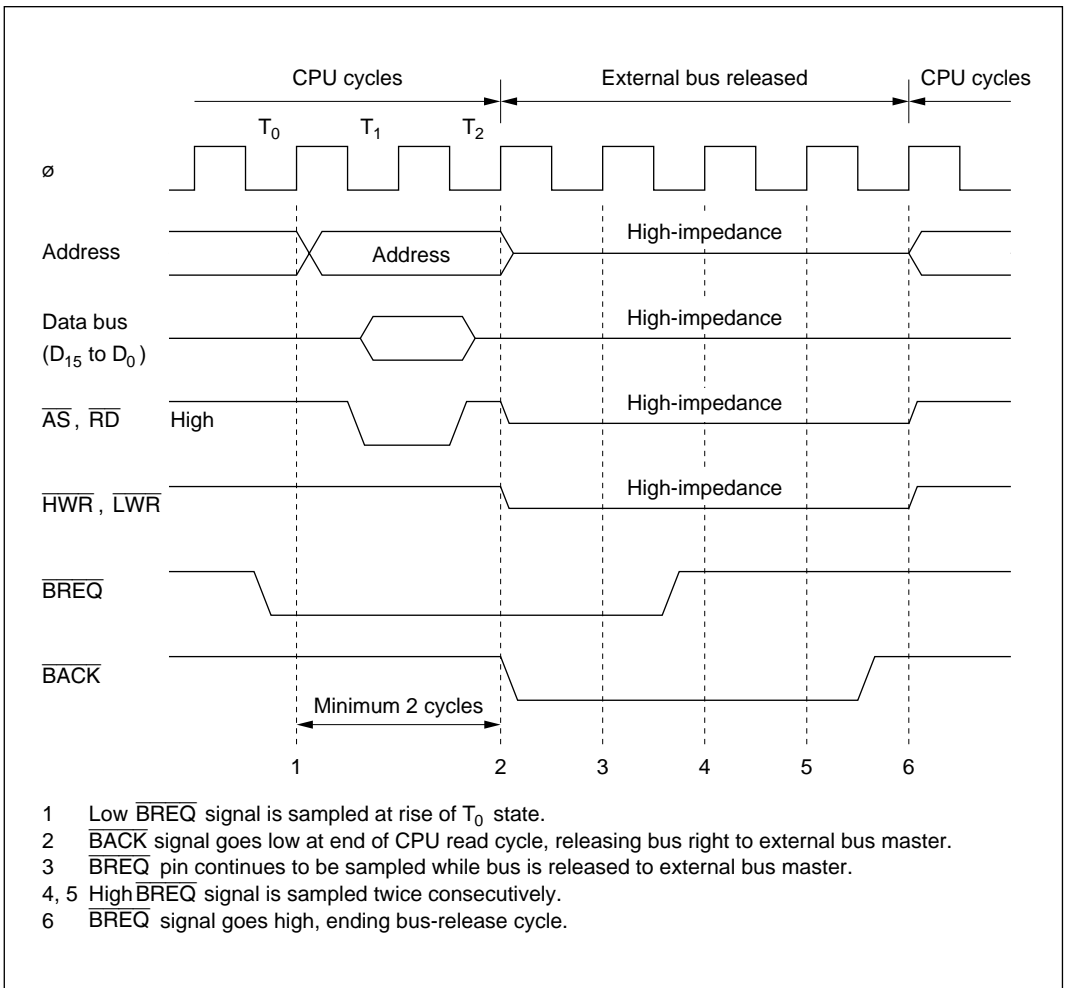 CPU cycles External bus released CPU cycles
T0 T1 T2
ø
High-impedance
Address Address
High-impedance
Data bus
(D15 to D0)
High-impedance
AS, RD High
High-impedance
HWR, LWR
BREQ
BACK
Minimum 2 cycles
1 2 3 4 5 6
1 Low BREQ signal is sampled at rise of T0 state.
2 BACK signal goes low at end of CPU read cycle, releasing bus right to external bus master.
3 BREQ pin continues to be sampled while bus is released to external bus master.
4, 5 High BREQ signal is sampled twice consecutively.
6 BREQ signal goes high, ending bus-release cycle.